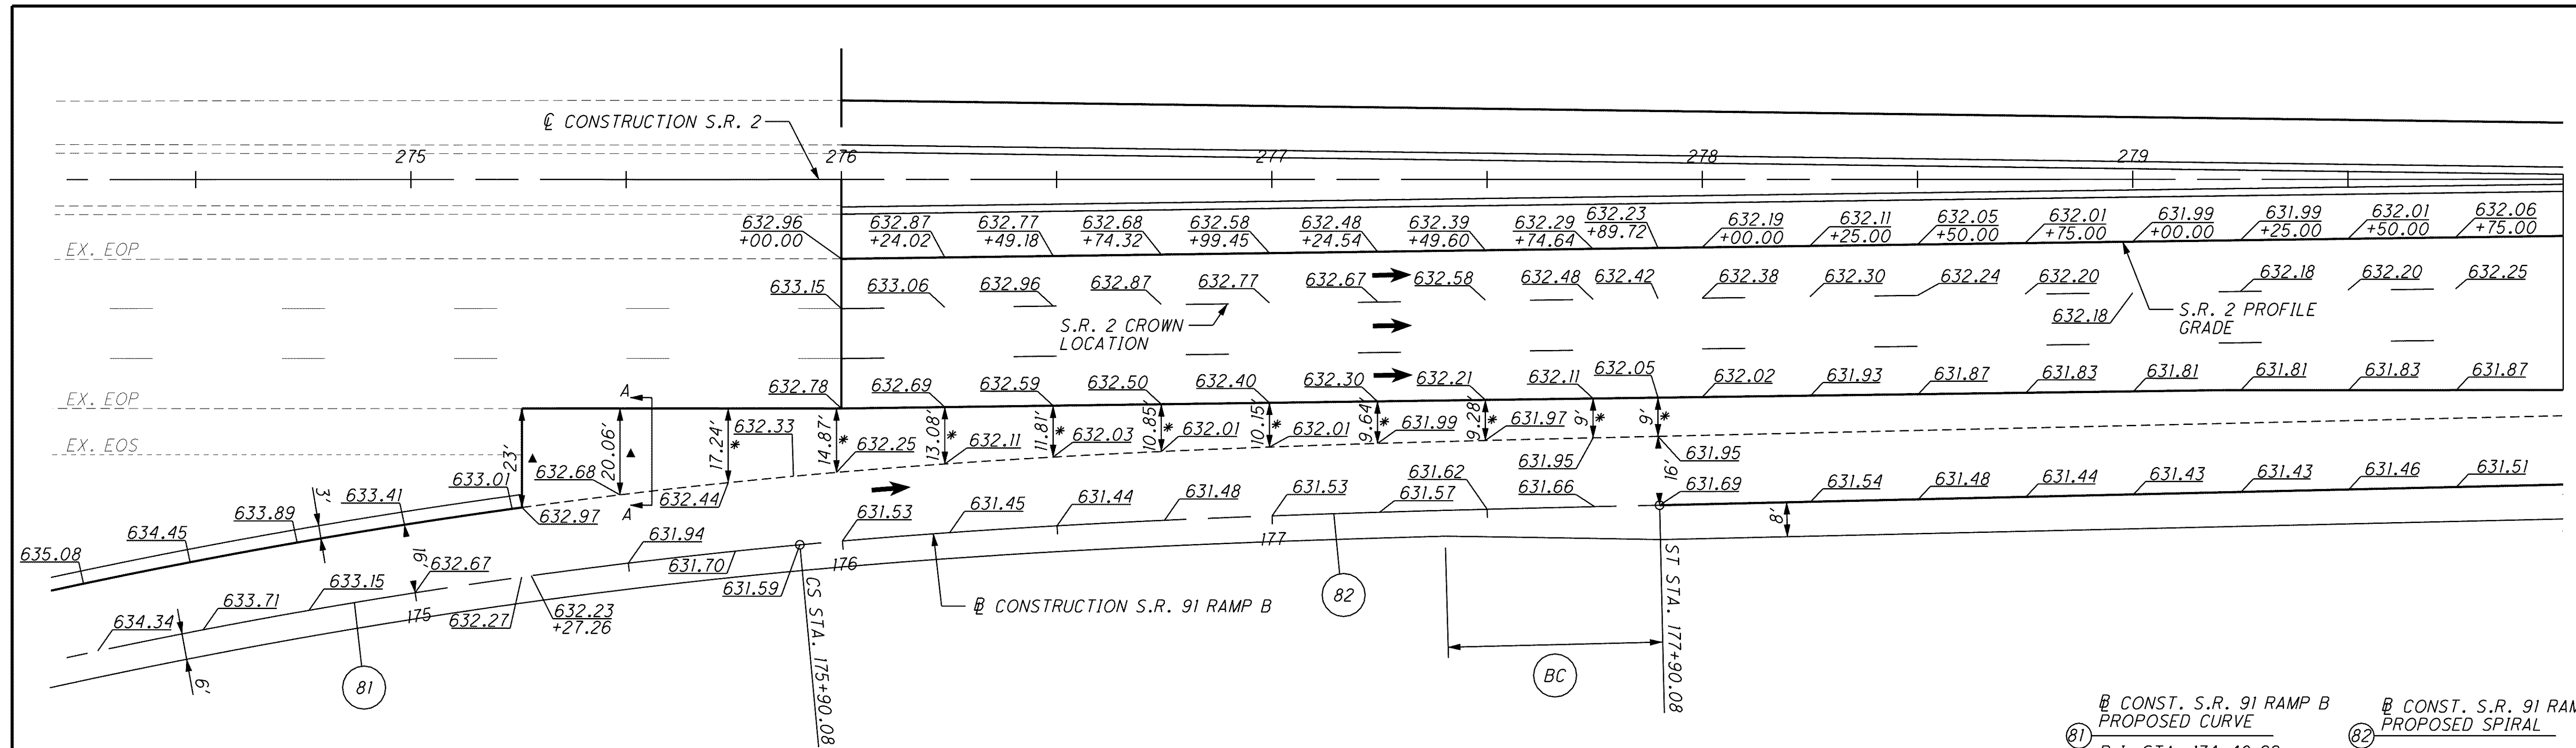 ℄ CONSTRUCTION S.R. 2
275 276 277 278 279
632.96 632.87 632.77 632.68 632.58 632.48 632.39 632.29 632.23 632.19 632.11 632.05 632.01 631.99 631.99 632.01 632.06
+00.00 +24.02 +49.18 +74.32 +99.45 +24.54 +49.60 +74.64 +89.72 +00.00 +25.00 +50.00 +75.00 +00.00 +25.00 +50.00 +75.00
EX. EOP
633.15 633.06 632.96 632.87 632.77 632.67 632.58 632.48 632.42 632.38 632.30 632.24 632.20 632.18 632.20 632.25
632.18
S.R. 2 CROWN
LOCATION
S.R. 2 PROFILE
GRADE
632.78 632.69 632.59 632.50 632.40 632.30 632.21 632.11 632.05 632.02 631.93 631.87 631.83 631.81 631.81 631.83 631.87
EX. EOP
A
EX. EOS
23' ▲ 20.06' ▲ 17.24' * 14.87' * 13.08' * 11.81' * 10.85' * 10.15' * 9.64' * 9.28' * 9' * 9' *
632.33 632.25 632.11 632.03 632.01 632.01 631.99 631.97 631.95 631.95
632.68 632.44
A
16'
633.01 632.97
635.08 634.45 633.89 3' 633.41
631.53 631.45 631.44 631.48 631.53 631.57 631.62 631.66 631.69 631.54 631.48 631.44 631.43 631.43 631.46 631.51
8'
634.34 633.71 633.15 16' 632.67 631.94 631.70 631.59
632.27 632.23
+27.26
175 176 177
6'
81
CS STA. 175+90.08
℄ CONSTRUCTION S.R. 91 RAMP B
82
BC
ST STA. 177+90.08
81
℄ CONST. S.R. 91 RAMP B
PROPOSED CURVE
82
℄ CONST. S.R. 91 RAM
PROPOSED SPIRAL